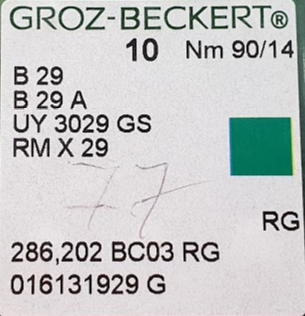 GROZ-BECKERT®
10 Nm 90/14
B 29
B 29 A
UY 3029 GS
RM X 29
77
RG
286,202 BC03 RG
016131929 G